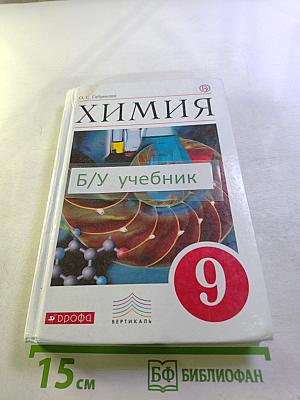 О. С. Габриелян
ХИМИЯ
Б/У учебник
9
дрофа
ВЕРТИКАЛЬ
15 см
БФ БИБЛИОФАН